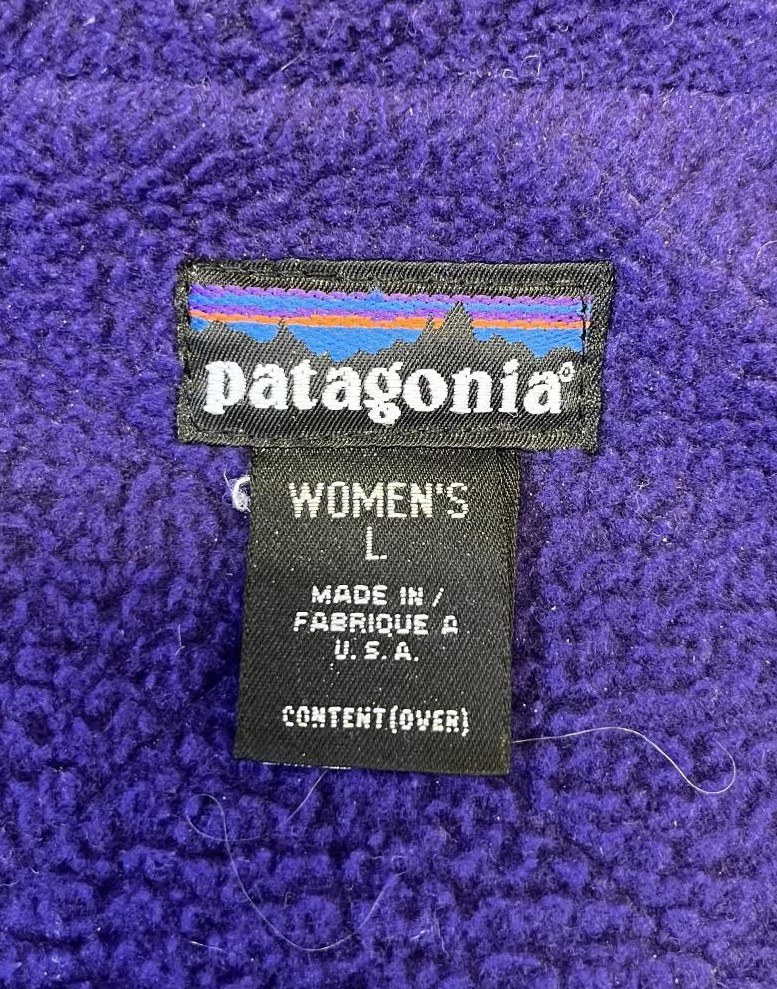 patagonia®
WOMEN'S
L
MADE IN /
FABRIQUE A
U.S.A.
CONTENT(OVER)